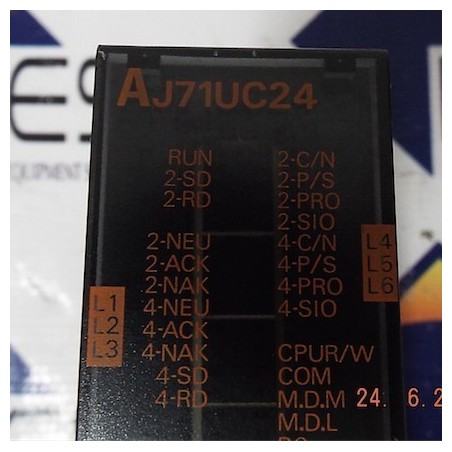 AJ71UC24
RUN 2-C/N
2-SD 2-P/S
2-RD 2-PRO
2-SIO
2-NEU 4-C/N L4
2-ACK 4-P/S L5
2-NAK 4-PRO L6
L1 4-NEU 4-SIO
L2 4-ACK
L3 4-NAK CPUR/W
4-SD COM
4-RD M.D.M 24. 6.2
M.D.L
ES